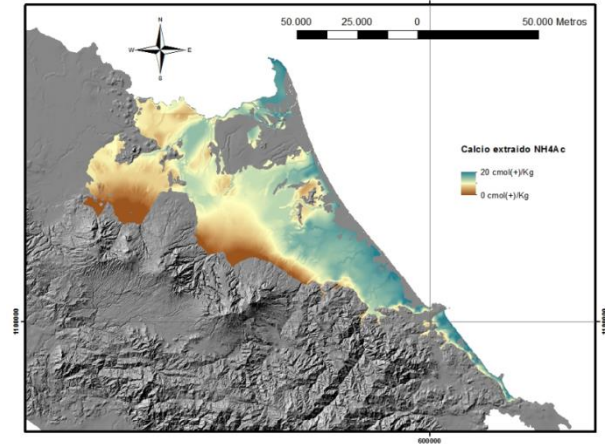 50.000 25.000 0 50.000 Metros
N
W E
S
Calcio extraido NH4Ac
20 cmol(+)/Kg
0 cmol(+)/Kg
600000